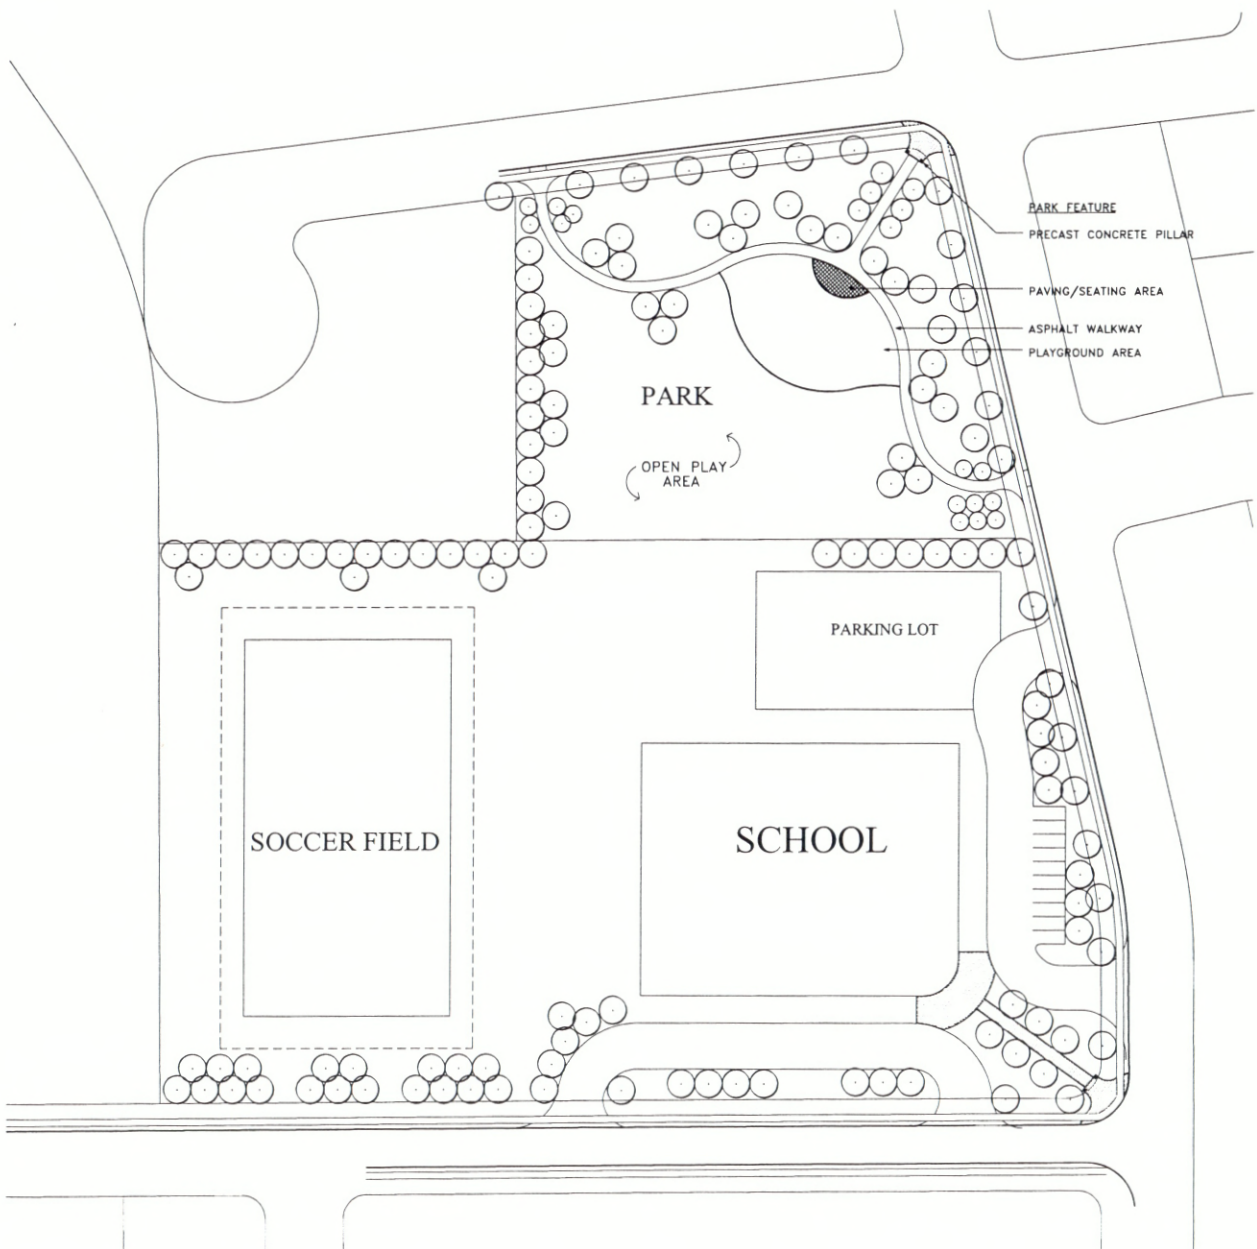 PARK FEATURE
PRECAST CONCRETE PILLAR
PAVING/SEATING AREA
ASPHALT WALKWAY
PLAYGROUND AREA
PARK
OPEN PLAY
AREA
PARKING LOT
SOCCER FIELD
SCHOOL